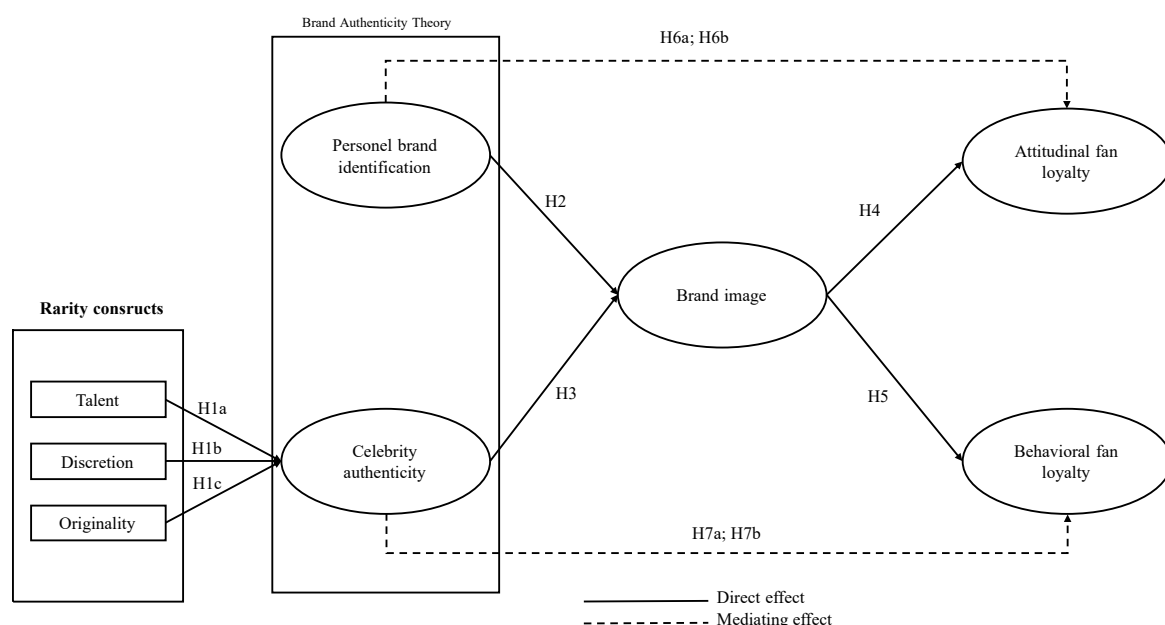 Brand Authenticity Theory
H6a; H6b
Personel brand
identification
Attitudinal fan
loyalty
H2
H4
Brand image
Rarity consructs
Talent
H1a
H3
H5
Discretion
H1b
Celebrity
authenticity
Behavioral fan
loyalty
H1c
Originality
H7a; H7b
Direct effect
Mediating effect